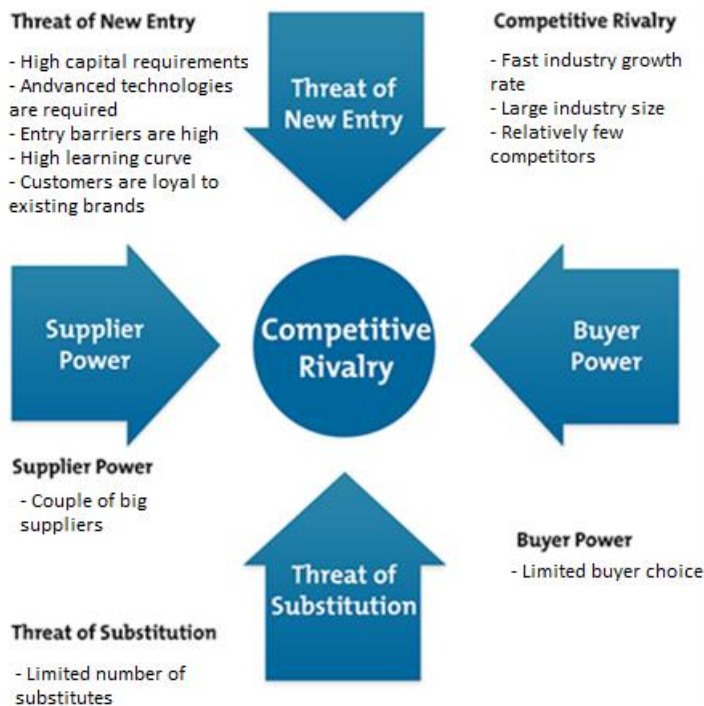 Threat of New Entry
- High capital requirements
- Andvanced technologies
are required
- Entry barriers are high
- High learning curve
- Customers are loyal to
existing brands
Threat of
New Entry
Competitive Rivalry
- Fast industry growth
rate
- Large industry size
- Relatively few
competitors
Supplier
Power
Competitive
Rivalry
Buyer
Power
Supplier Power
- Couple of big
suppliers
Threat of
Substitution
Buyer Power
- Limited buyer choice
Threat of Substitution
- Limited number of
substitutes